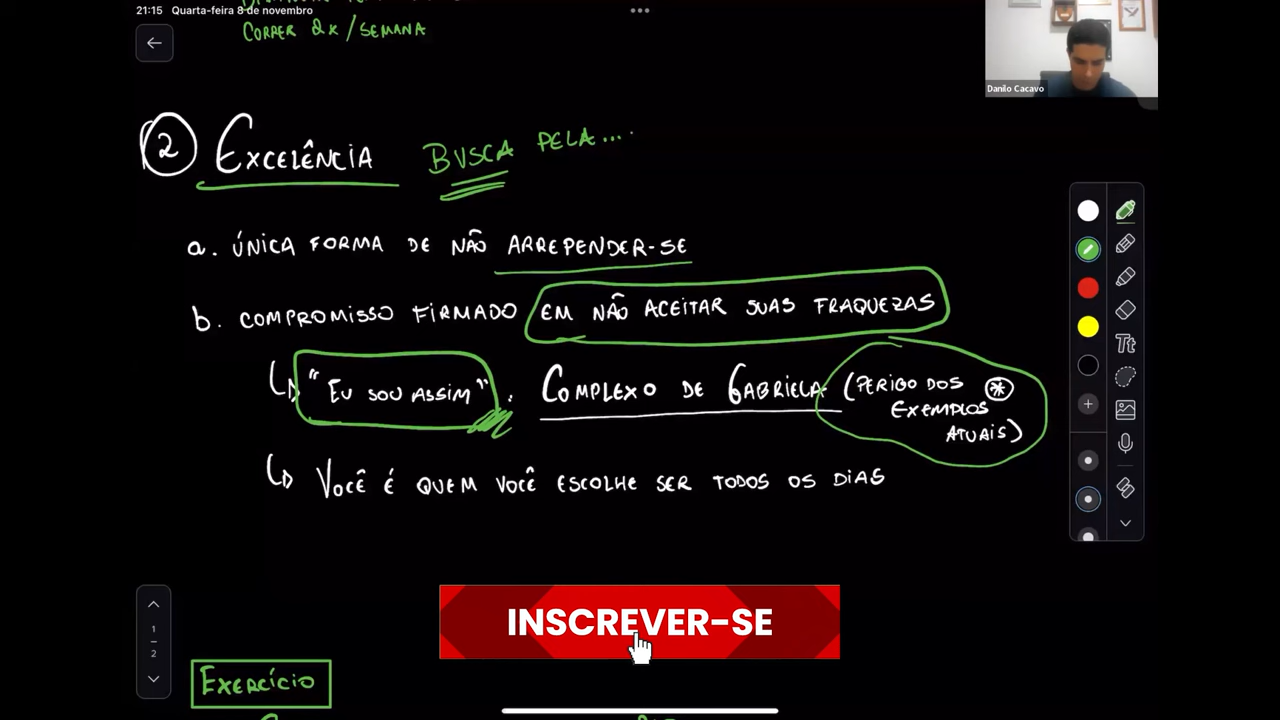 21:15 Quarta-feira 8 de novembro
CORRER 2X/SEMANA
Danilo Cacavo
2 EXCELÊNCIA BUSCA PELA....
a. ÚNICA FORMA DE NÃO ARREPENDER-SE
b. COMPROMISSO FIRMADO EM NÃO ACEITAR SUAS FRAQUEZAS
"EU SOU ASSIM". COMPLEXO DE GABRIELA (PERIGO DOS
EXEMPLOS
ATUAIS)
VOCÊ É QUEM VOCÊ ESCOLHE SER TODOS OS DIAS
Tt
1
2
INSCREVER-SE
EXERCÍCIO